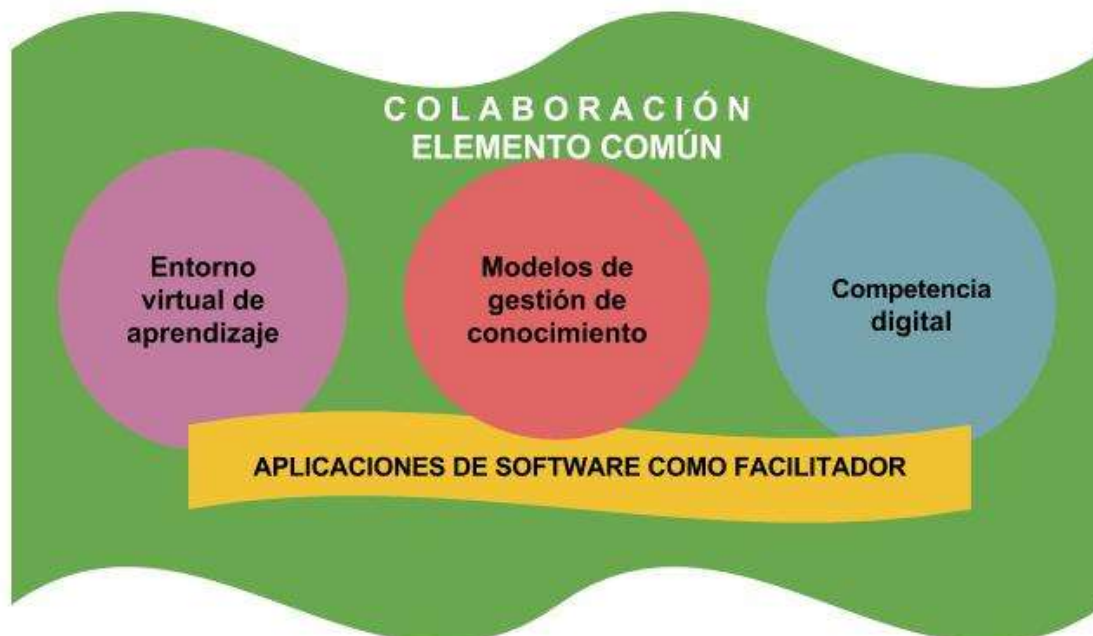 COLABORACIÓN
ELEMENTO COMÚN
Entorno
virtual de
aprendizaje
Modelos de
gestión de
conocimiento
Competencia
digital
APLICACIONES DE SOFTWARE COMO FACILITADOR